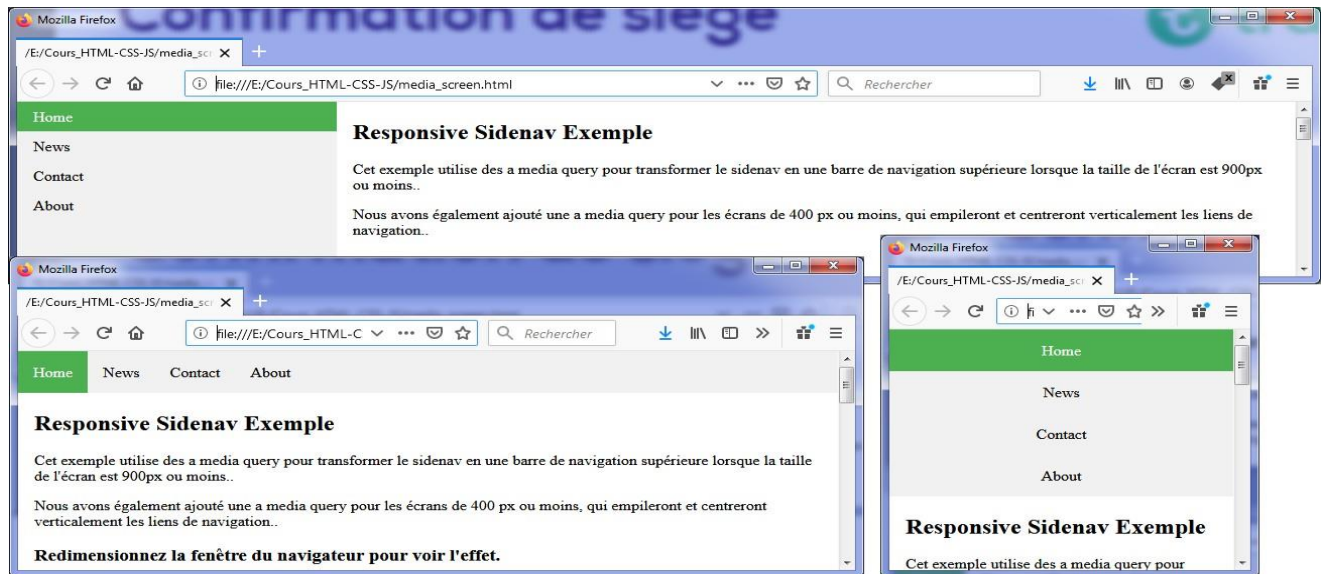 Confirmation de siège
Mozilla Firefox
/E:/Cours_HTML-CSS-JS/media_scr
file:///E:/Cours_HTML-CSS-JS/media_screen.html
Rechercher
Home
News
Contact
About
Responsive Sidenav Exemple
Cet exemple utilise des a media query pour transformer le sidenav en une barre de navigation supérieure lorsque la taille de l'écran est 900px
ou moins..
Nous avons également ajouté une a media query pour les écrans de 400 px ou moins, qui empileront et centreront verticalement les liens de
navigation..
Mozilla Firefox
/E:/Cours_HTML-CSS-JS/media_scr
file:///E:/Cours_HTML-C
Rechercher
Home News Contact About
Responsive Sidenav Exemple
Cet exemple utilise des a media query pour transformer le sidenav en une barre de navigation supérieure lorsque la taille
de l'écran est 900px ou moins..
Nous avons également ajouté une a media query pour les écrans de 400 px ou moins, qui empileront et centreront
verticalement les liens de navigation..
Redimensionnez la fenêtre du navigateur pour voir l'effet.
Mozilla Firefox
/E:/Cours_HTML-CSS-JS/media_scr
Home
News
Contact
About
Responsive Sidenav Exemple
Cet exemple utilise des a media query pour